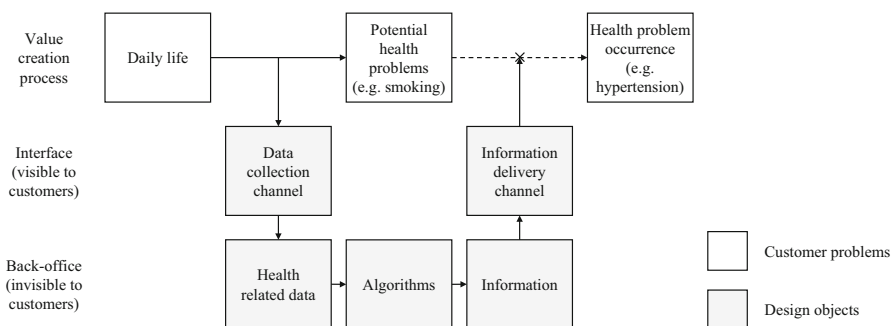 Value
creation
process
Daily life
Potential
health
problems
(e.g. smoking)
Health problem
occurrence
(e.g.
hypertension)
Interface
(visible to
customers)
Data
collection
channel
Information
delivery
channel
Back-office
(invisible to
customers)
Health
related data
Algorithms
Information
Customer problems
Design objects